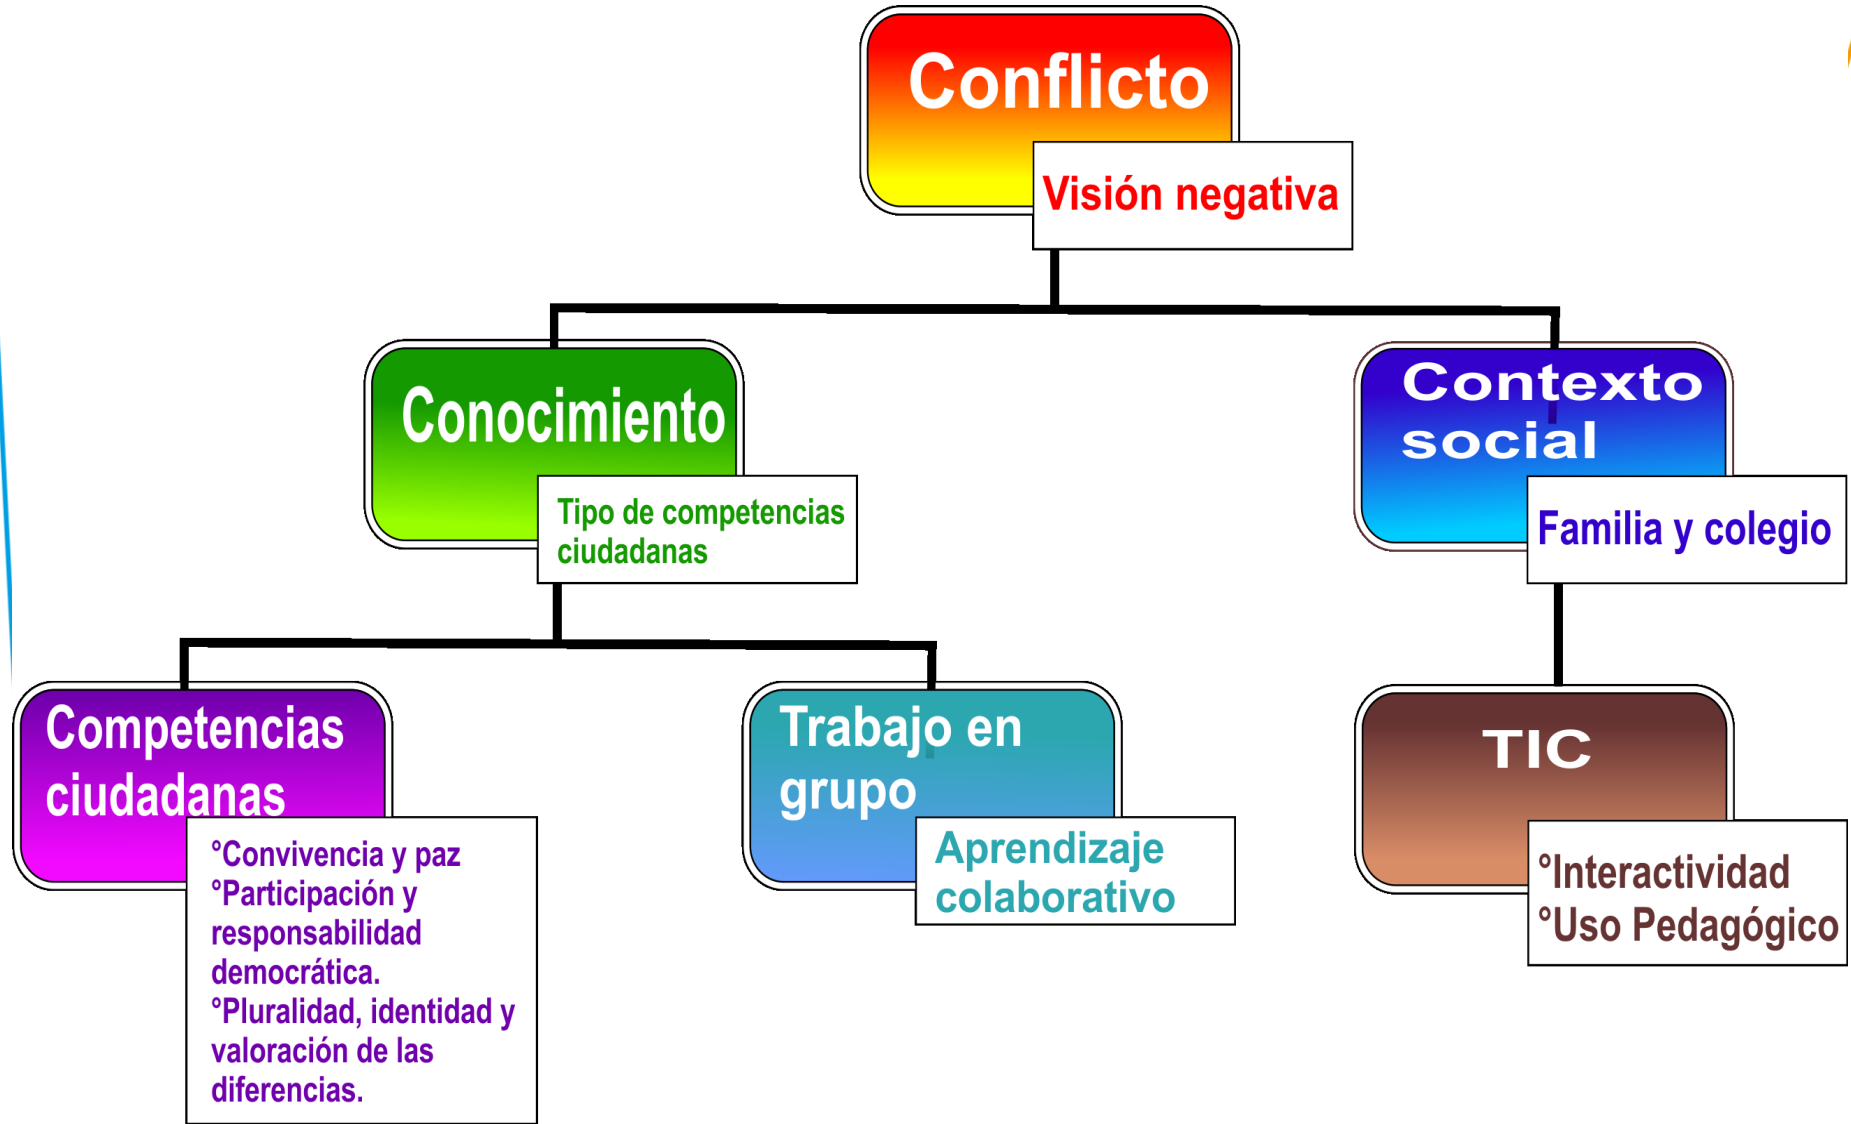 Conflicto
Visión negativa
Conocimiento
Tipo de competencias
ciudadanas
Contexto
social
Familia y colegio
Competencias
ciudadanas
°Convivencia y paz
°Participación y
responsabilidad
democrática.
°Pluralidad, identidad y
valoración de las
diferencias.
Trabajo en
grupo
Aprendizaje
colaborativo
TIC
°Interactividad
°Uso Pedagógico